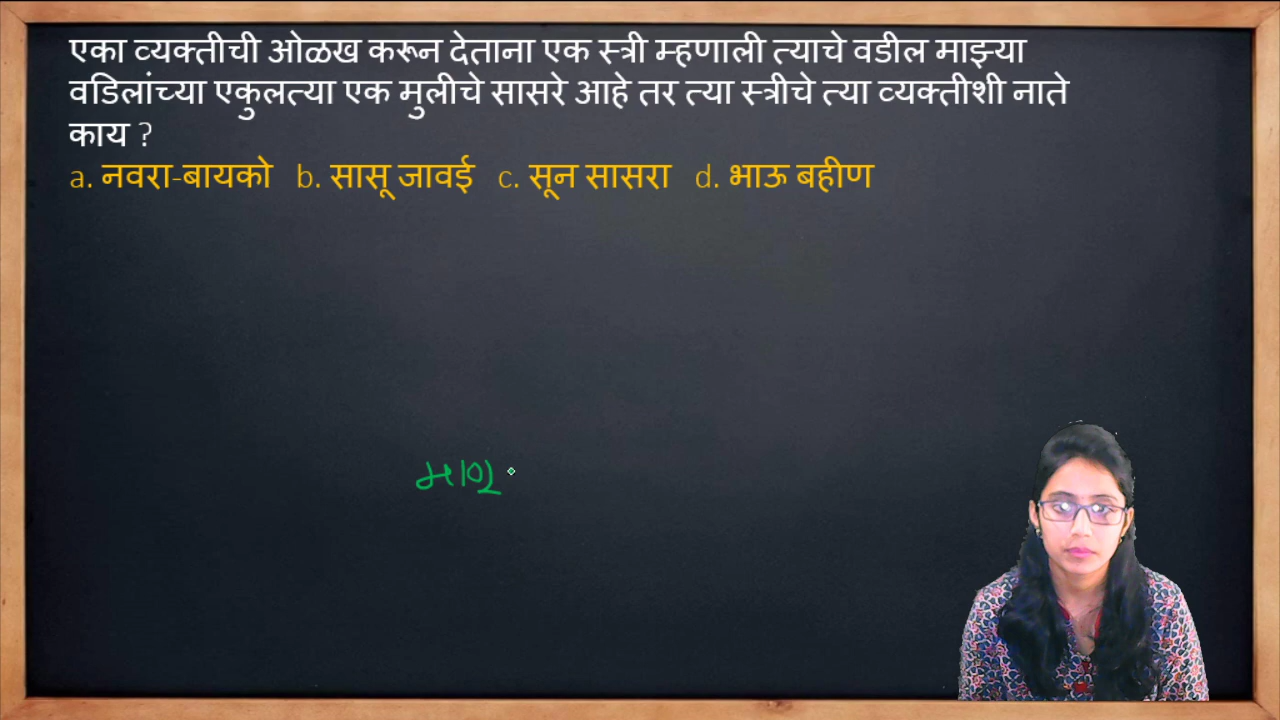 एका व्यक्तीची ओळख करून देताना एक स्त्री म्हणाली त्याचे वडील माझ्या
वडिलांच्या एकुलत्या एक मुलीचे सासरे आहे तर त्या स्त्रीचे त्या व्यक्तीशी नाते
काय ?
a. नवरा-बायको b. सासू जावई c. सून सासरा d. भाऊ बहीण